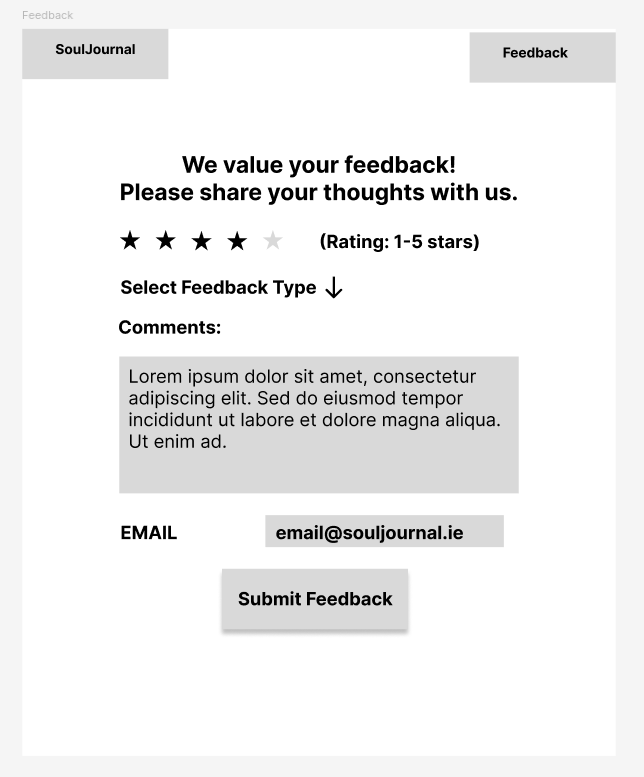 Feedback
SoulJournal
Feedback
We value your feedback!
Please share your thoughts with us.
(Rating: 1-5 stars)
Select Feedback Type
Comments:
Lorem ipsum dolor sit amet, consectetur
adipiscing elit. Sed do eiusmod tempor
incididunt ut labore et dolore magna aliqua.
Ut enim ad.
EMAIL email@souljournal.ie
Submit Feedback